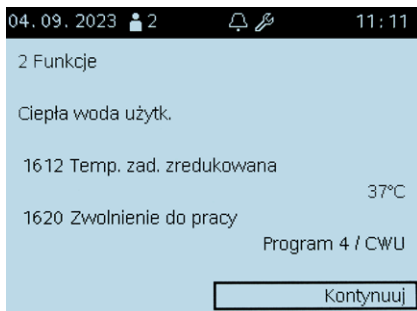 04.09.2023 2 11:11
2 Funkcje
Ciepła woda użytk.
1612 Temp. zad. zredukowana
37°C
1620 Zwolnienie do pracy
Program 4 / CWU
Kontynuuj